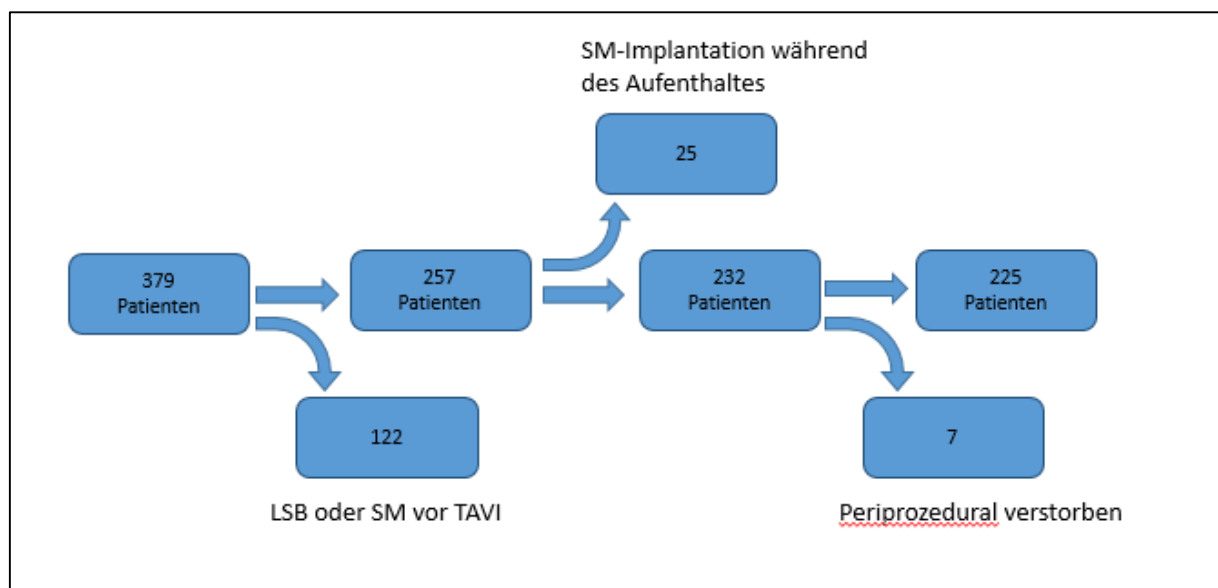 SM-Implantation während
des Aufenthaltes
25
379
Patienten
257
Patienten
232
Patienten
225
Patienten
122
7
LSB oder SM vor TAVI
Periprozedural verstorben